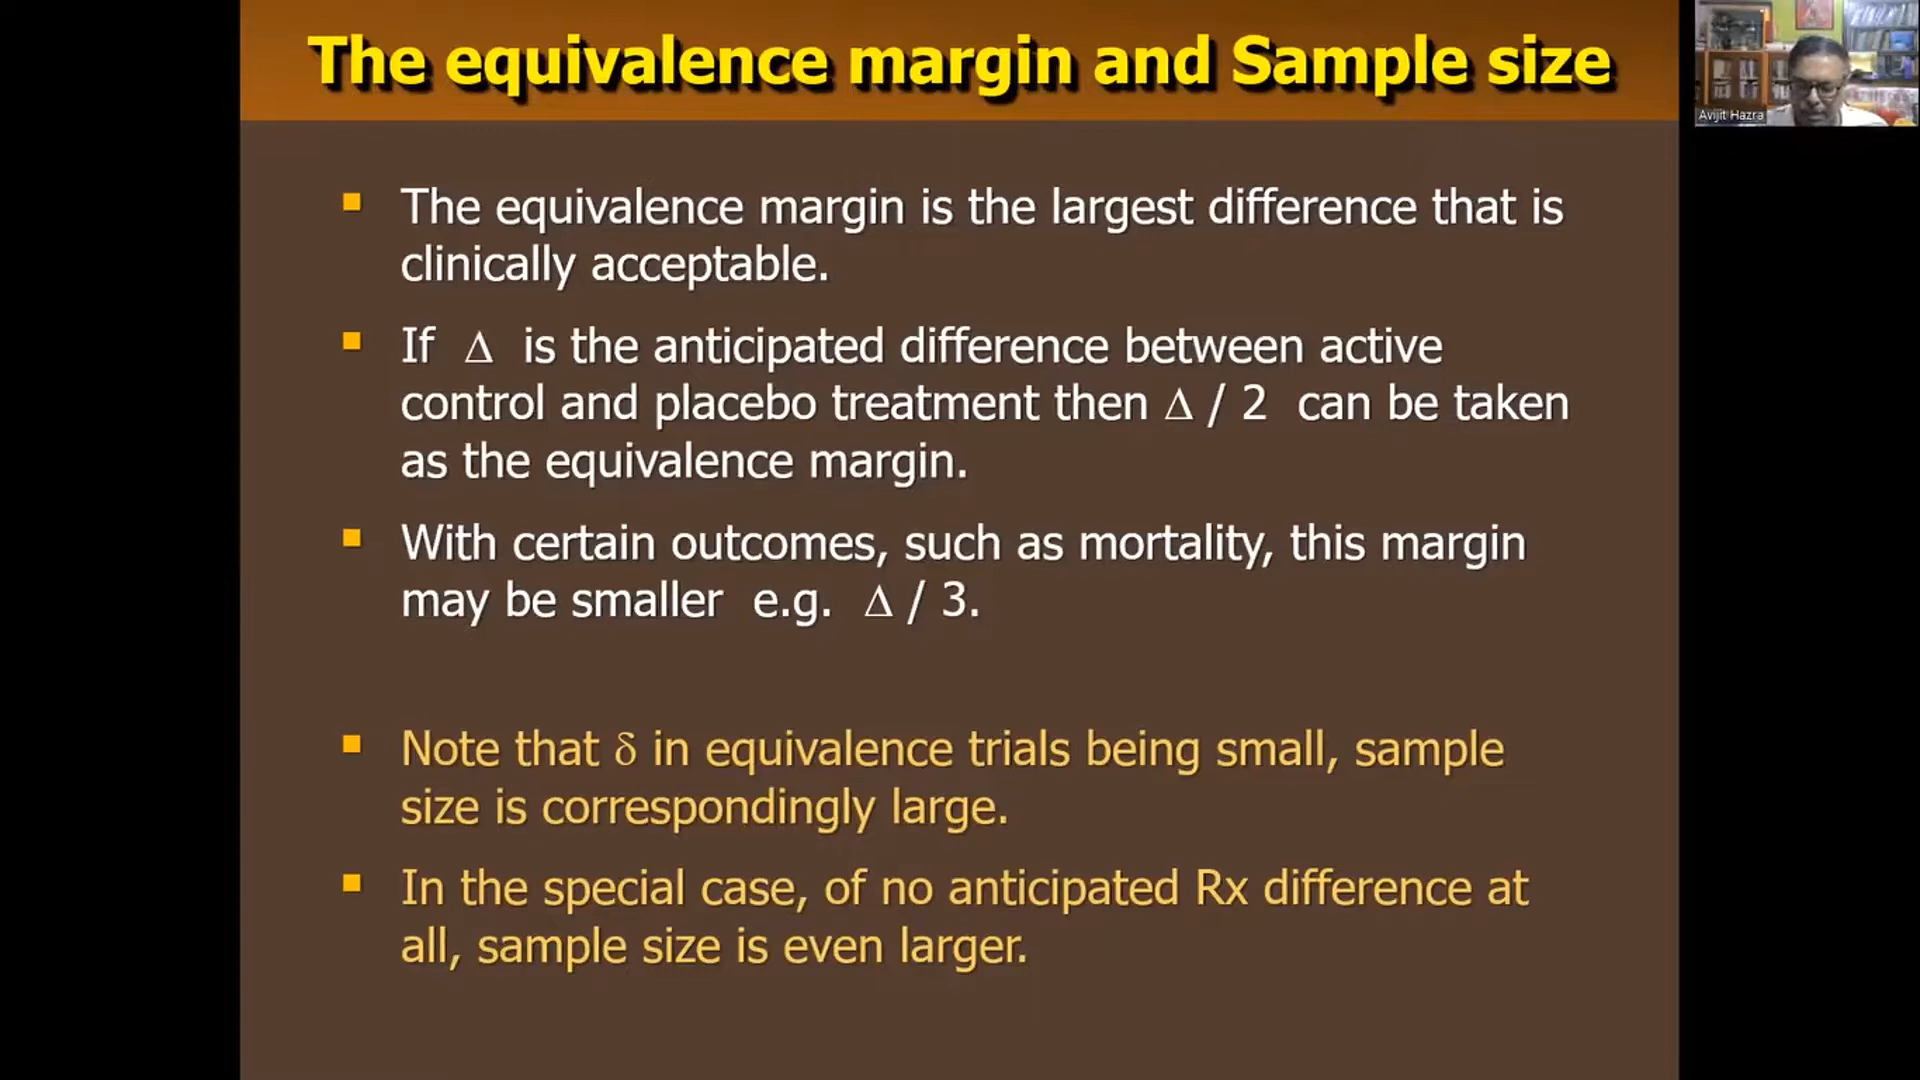 The equivalence margin and Sample size
Avijit Hazra
The equivalence margin is the largest difference that is
clinically acceptable.
If Δ is the anticipated difference between active
control and placebo treatment then Δ / 2 can be taken
as the equivalence margin.
With certain outcomes, such as mortality, this margin
may be smaller e.g. Δ / 3.
Note that δ in equivalence trials being small, sample
size is correspondingly large.
In the special case, of no anticipated Rx difference at
all, sample size is even larger.